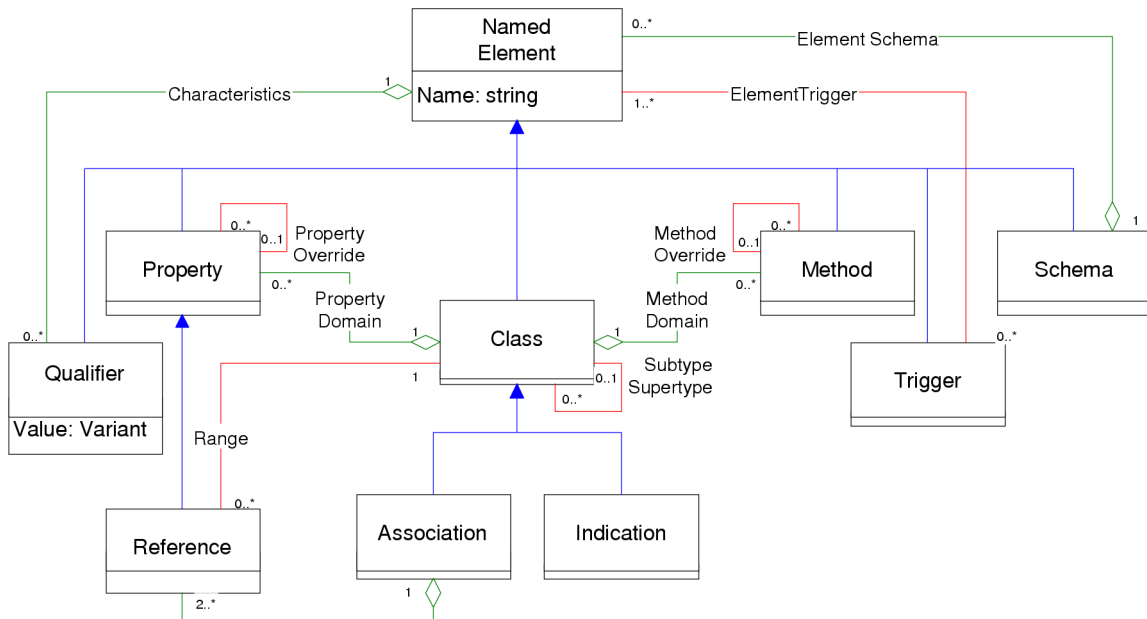 Named
Element
Name: string
0..*
Element Schema
1
Characteristics
1..*
ElementTrigger
0..*
0..1
Property
Override
Method
Override
0..*
0..1
1
Property
Method
Schema
0..*
Property
Domain
Method
Domain
0..*
1
Class
1
0..*
0..*
Qualifier
Value: Variant
1
Subtype
Supertype
0..1
0..*
Trigger
Range
0..*
Reference
Association
Indication
2..*
1